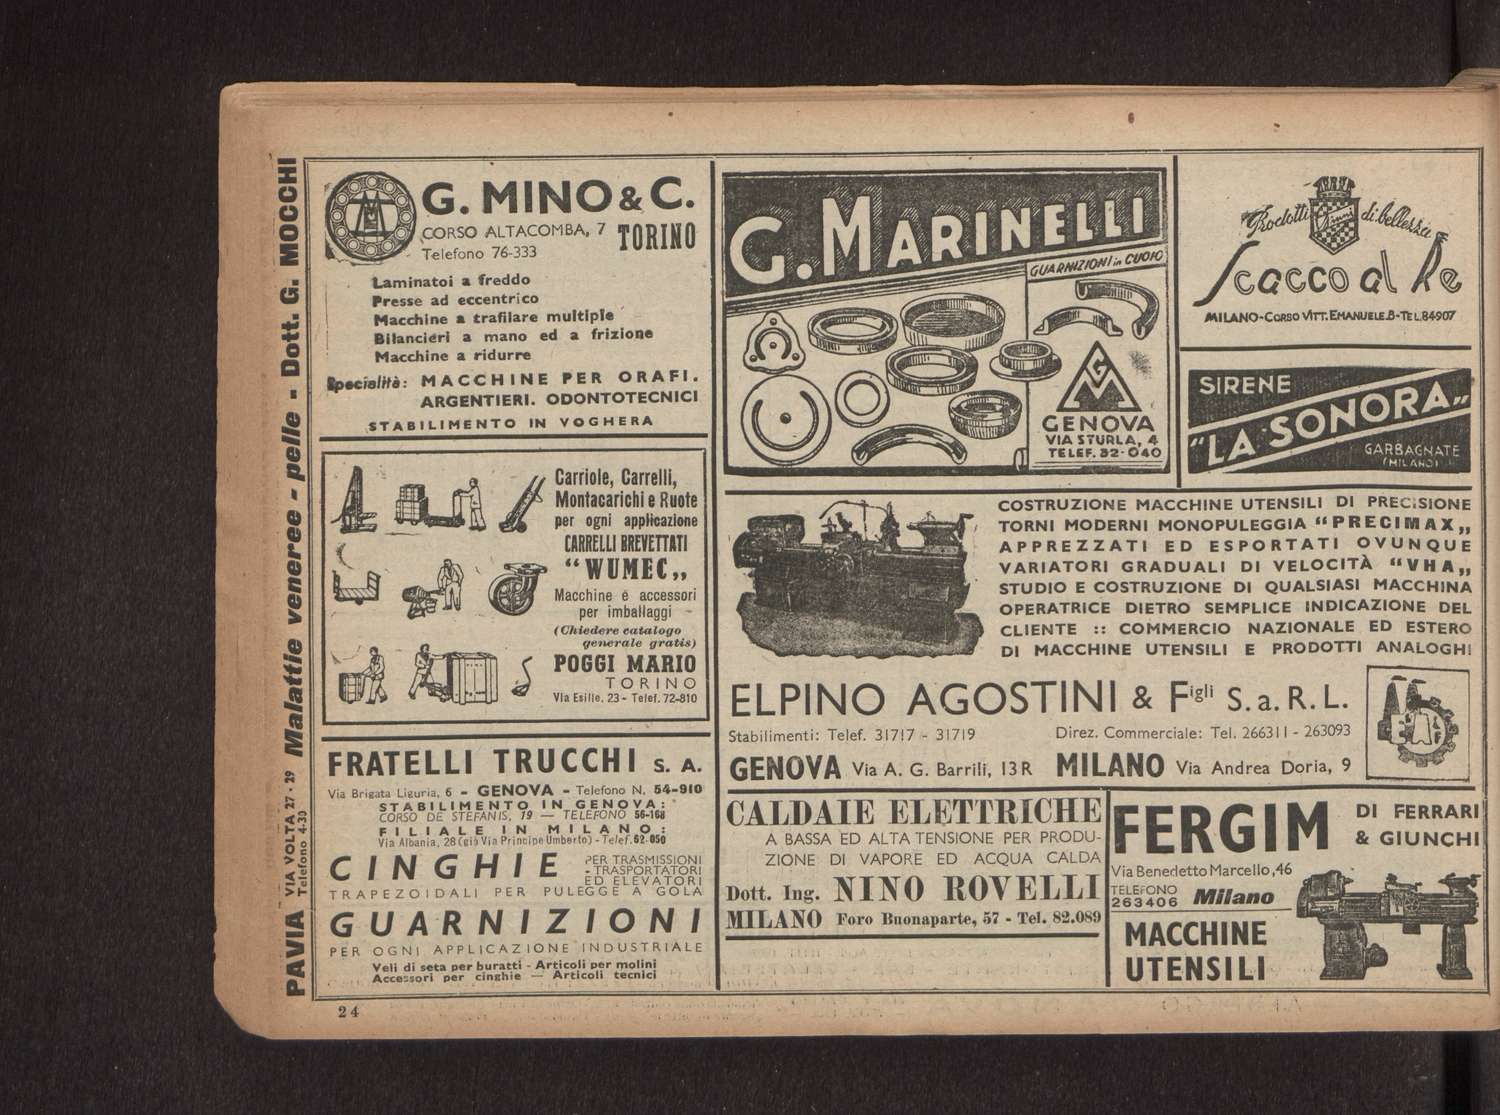 PAVIA VIA VOLTA 27 - 29 Telefono 4-30 Malattie veneree - pelle - Dott. G. MOCCHI
G. MINO & C.
CORSO ALTACOMBA, 7 TORINO
Telefono 76-333
Laminatoi a freddo
Presse ad eccentrico
Macchine a trafilare multiple
Bilancieri a mano ed a frizione
Macchine a ridurre
Specialità: MACCHINE PER ORAFI.
ARGENTIERI. ODONTOTECNICI
STABILIMENTO IN VOGHERA
Carriole, Carrelli,
Montacarichi e Ruote
per ogni applicazione
CARRELLI BREVETTATI
“WUMEC„
Macchine e accessori
per imballaggi
(Chiedere catalogo
generale gratis)
POGGI MARIO
TORINO
Via Esille, 23 - Telef. 72-810
FRATELLI TRUCCHI S. A.
Via Brigata Liguria, 6 - GENOVA - Telefono N. 54-910
STABILIMENTO IN GENOVA:
CORSO DE STEFANIS, 19 — TELEFONO 56-168
FILIALE IN MILANO:
Via Albania, 28 (già Via Principe Umberto) - Telef. 62-050
CINGHIE PER TRASMISSIONI
- TRASPORTATORI
ED ELEVATORI
TRAPEZOIDALI PER PULEGGE A GOLA
GUARNIZIONI
PER OGNI APPLICAZIONE INDUSTRIALE
Veli di seta per buratti - Articoli per molini
Accessori per cinghie — Articoli tecnici
24
G. MARINELLI
GUARNIZIONI in CUOIO
GM
GENOVA
VIA STURLA, 4
TELEF. 32-040
Prodotti di bellezza
Scacco al Re
MILANO - CORSO VITT. EMANUELE. 8 - TEL. 84907
SIRENE
“LA SONORA„
GARBAGNATE
(MILANO)
COSTRUZIONE MACCHINE UTENSILI DI PRECISIONE
TORNI MODERNI MONOPULEGGIA “PRECIMAX„
APPREZZATI ED ESPORTATI OVUNQUE
VARIATORI GRADUALI DI VELOCITÀ “VHA„
STUDIO E COSTRUZIONE DI QUALSIASI MACCHINA
OPERATRICE DIETRO SEMPLICE INDICAZIONE DEL
CLIENTE :: COMMERCIO NAZIONALE ED ESTERO
DI MACCHINE UTENSILI E PRODOTTI ANALOGHI
ELPINO AGOSTINI & Figli S. a. R. L.
Stabilimenti: Telef. 31717 - 31719 Direz. Commerciale: Tel. 266311 - 263093
GENOVA Via A. G. Barrili, 13 R MILANO Via Andrea Doria, 9
CALDAIE ELETTRICHE
A BASSA ED ALTA TENSIONE PER PRODU-
ZIONE DI VAPORE ED ACQUA CALDA
Dott. Ing. NINO ROVELLI
MILANO Foro Buonaparte, 57 - Tel. 82.089
FERGIM DI FERRARI
& GIUNCHI
Via Benedetto Marcello, 46
TELEFONO
263406 Milano
MACCHINE
UTENSILI